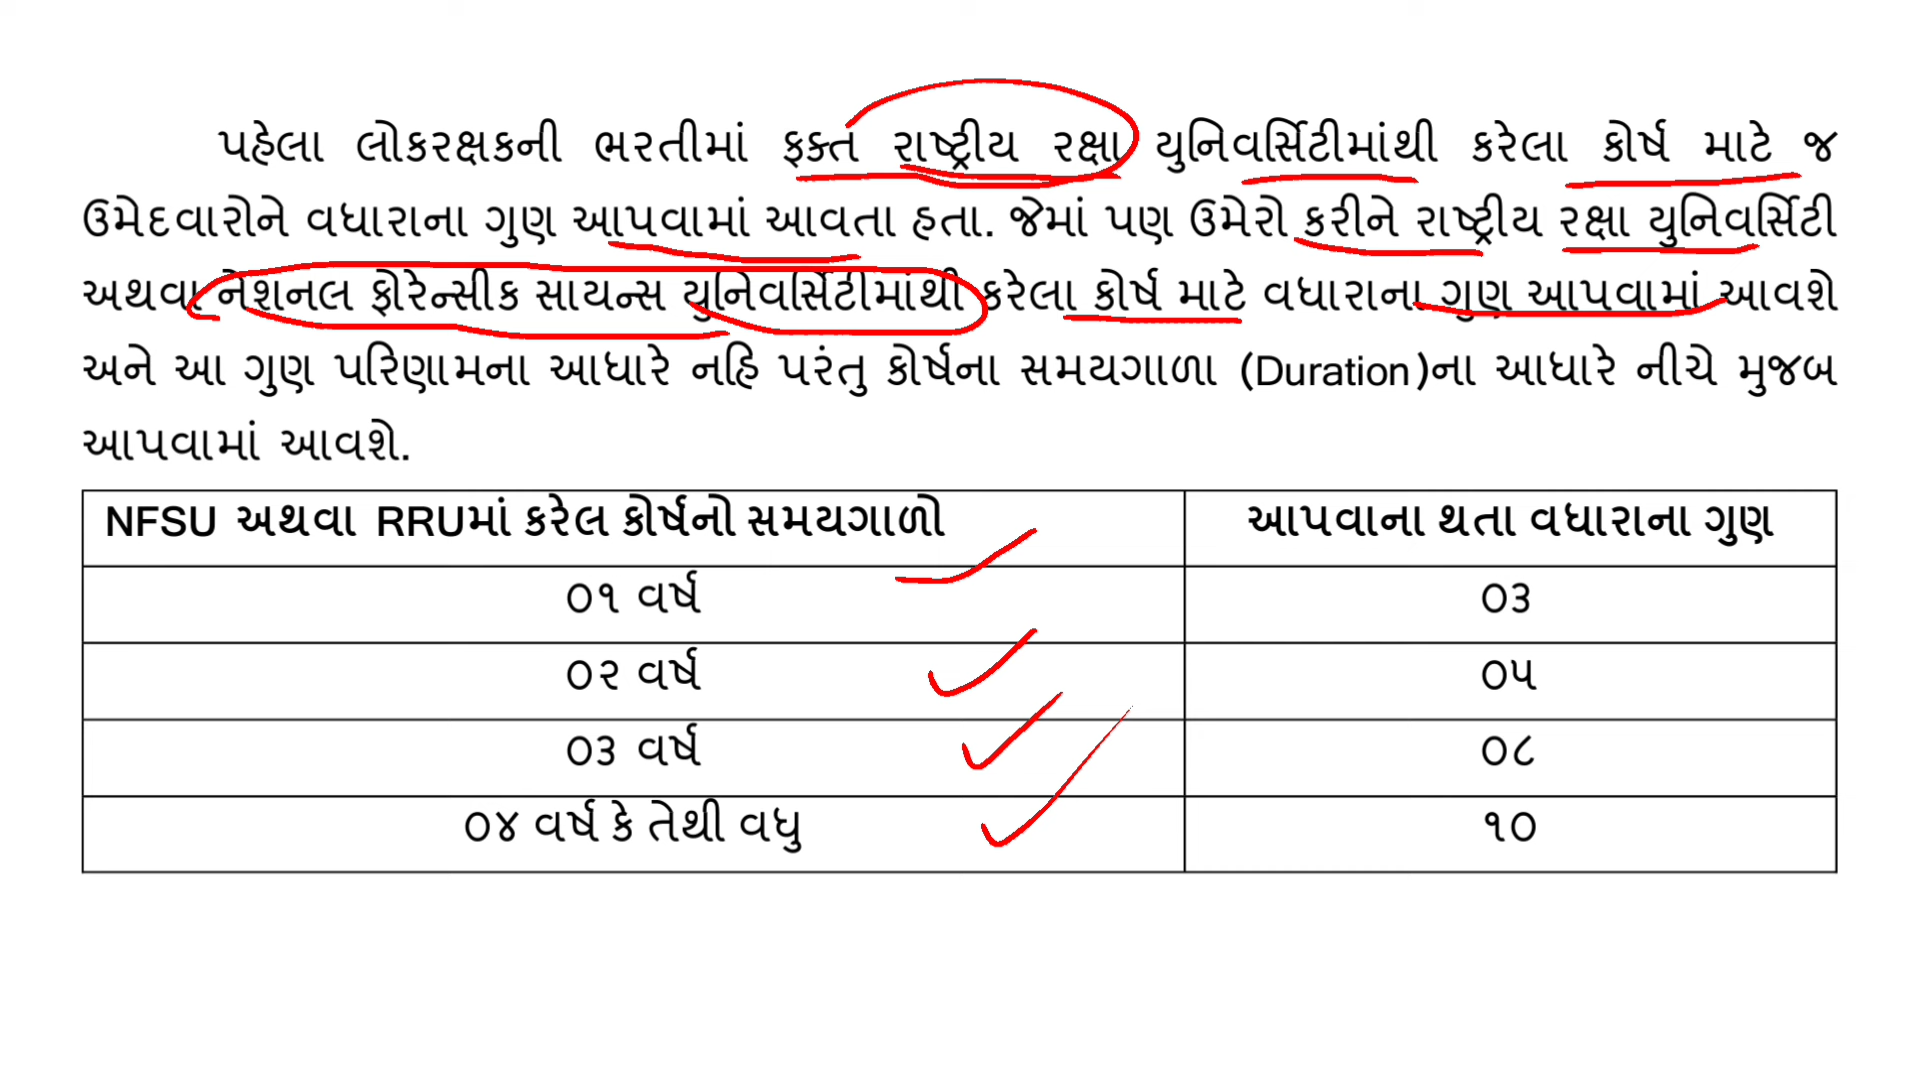 પહેલા લોકરક્ષકની ભરતીમાં ફક્ત રાષ્ટ્રીય રક્ષા યુનિવર્સિટીમાંથી કરેલા કોર્ષ માટે જ
ઉમેદવારોને વધારાના ગુણ આપવામાં આવતા હતા. જેમાં પણ ઉમેરો કરીને રાષ્ટ્રીય રક્ષા યુનિવર્સિટી
અથવા નેશનલ ફોરેન્સીક સાયન્સ યુનિવર્સિટીમાંથી કરેલા કોર્ષ માટે વધારાના ગુણ આપવામાં આવશે
અને આ ગુણ પરિણામના આધારે નહિ પરંતુ કોર્ષના સમયગાળા (Duration)ના આધારે નીચે મુજબ
આપવામાં આવશે.
NFSU અથવા RRUમાં કરેલ કોર્ષનો સમયગાળો આપવાના થતા વધારાના ગુણ
૦૧ વર્ષ ૦૩
૦૨ વર્ષ ૦૫
૦૩ વર્ષ ૦૮
૦૪ વર્ષ કે તેથી વધુ ૧૦